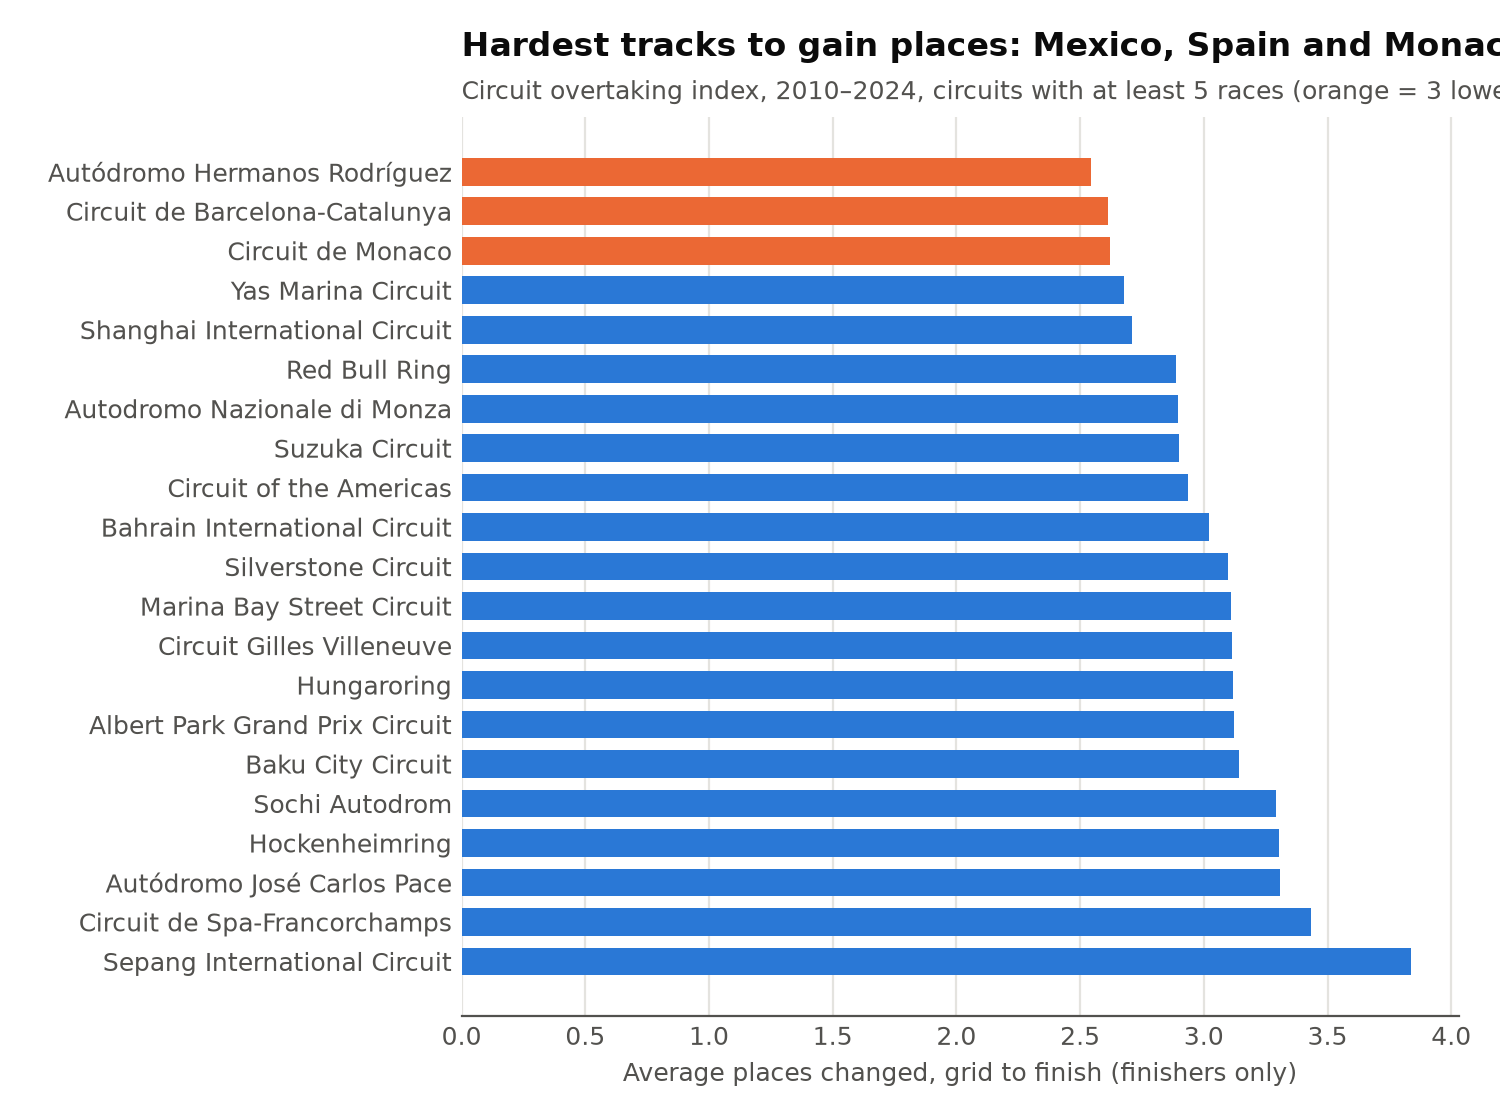 Hardest tracks to gain places: Mexico, Spain and Monac
Circuit overtaking index, 2010–2024, circuits with at least 5 races (orange = 3 lowe
Autódromo Hermanos Rodríguez
Circuit de Barcelona-Catalunya
Circuit de Monaco
Yas Marina Circuit
Shanghai International Circuit
Red Bull Ring
Autodromo Nazionale di Monza
Suzuka Circuit
Circuit of the Americas
Bahrain International Circuit
Silverstone Circuit
Marina Bay Street Circuit
Circuit Gilles Villeneuve
Hungaroring
Albert Park Grand Prix Circuit
Baku City Circuit
Sochi Autodrom
Hockenheimring
Autódromo José Carlos Pace
Circuit de Spa-Francorchamps
Sepang International Circuit
0.0 0.5 1.0 1.5 2.0 2.5 3.0 3.5 4.0
Average places changed, grid to finish (finishers only)